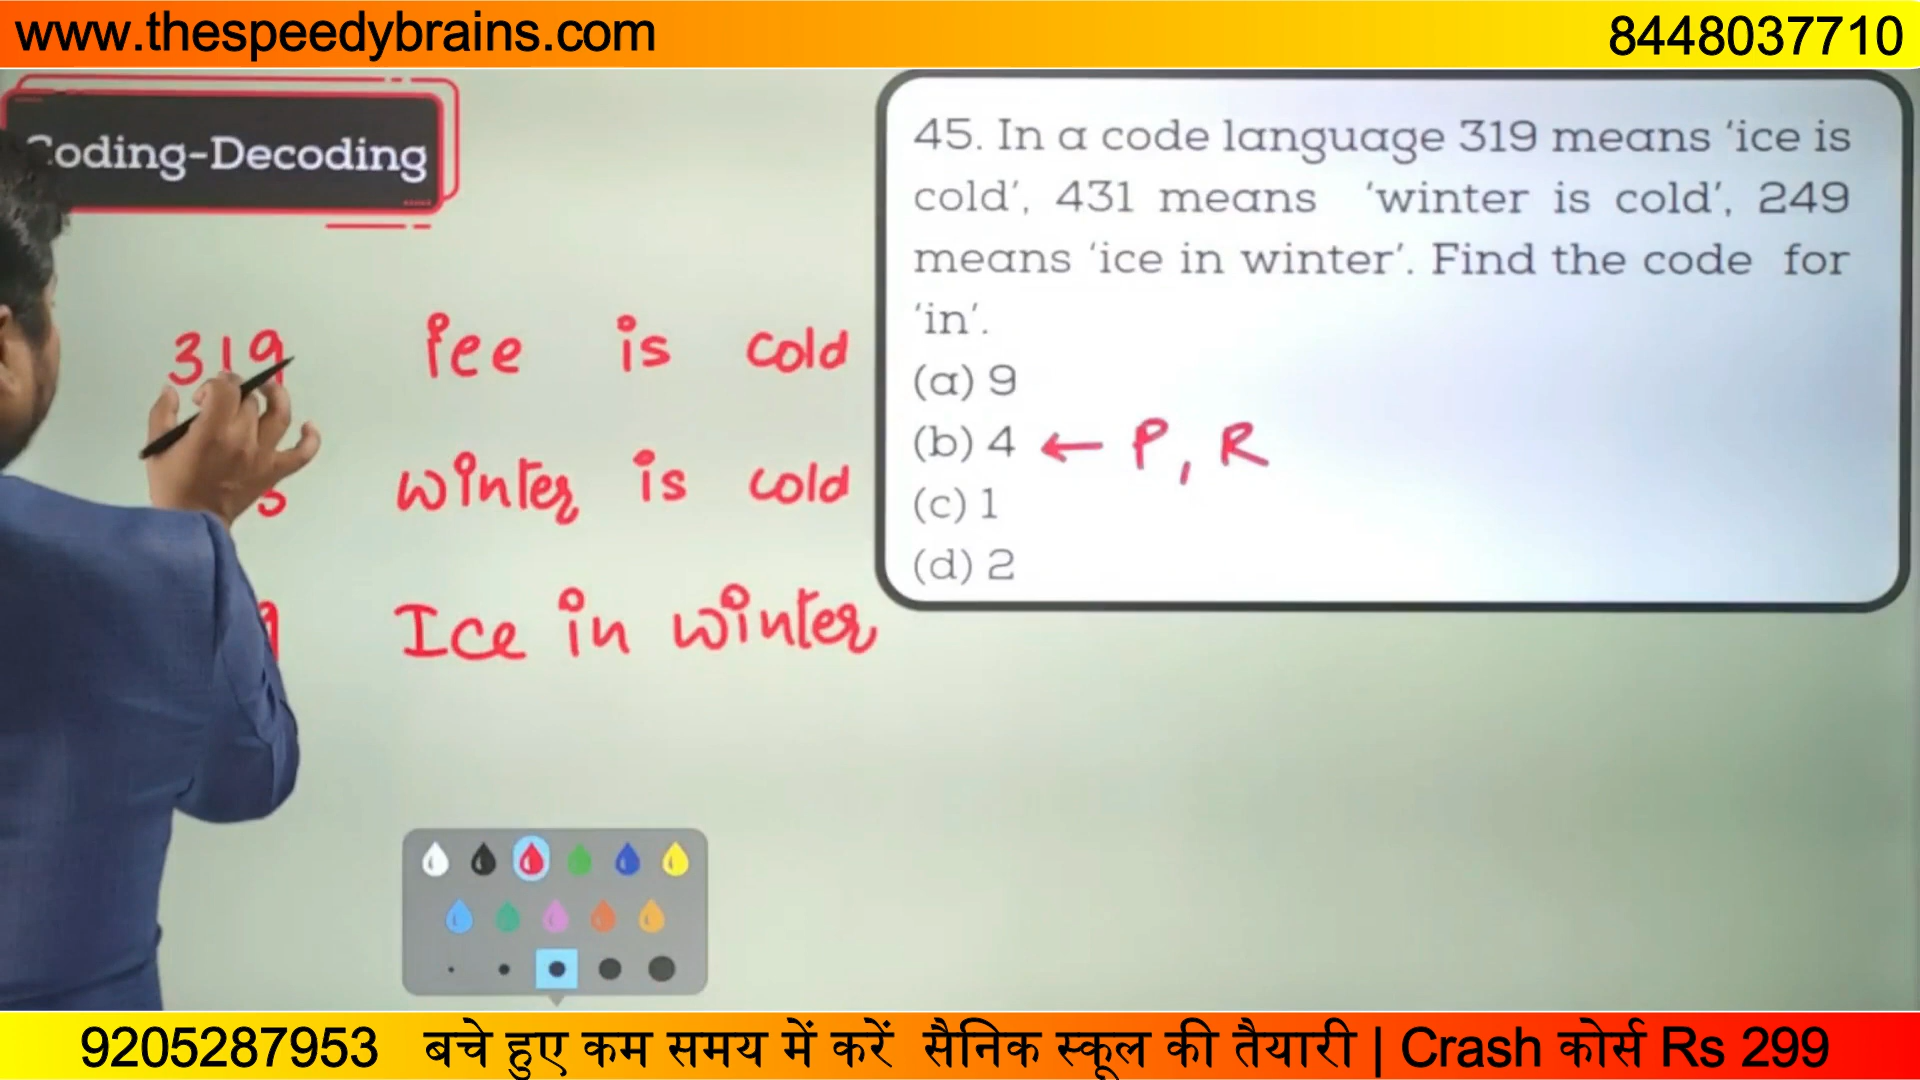 www.thespeedybrains.com
8448037710
oding-Decoding
45. In a code language 319 means ‘ice is
cold’, 431 means ‘winter is cold’, 249
means ‘ice in winter’. Find the code for
‘in’.
(a) 9
(b) 4 ← P, R
(c) 1
(d) 2
319 ice is cold
winter is cold
Ice in winter
9205287953 बचे हुए कम समय में करें सैनिक स्कूल की तैयारी | Crash कोर्स Rs 299